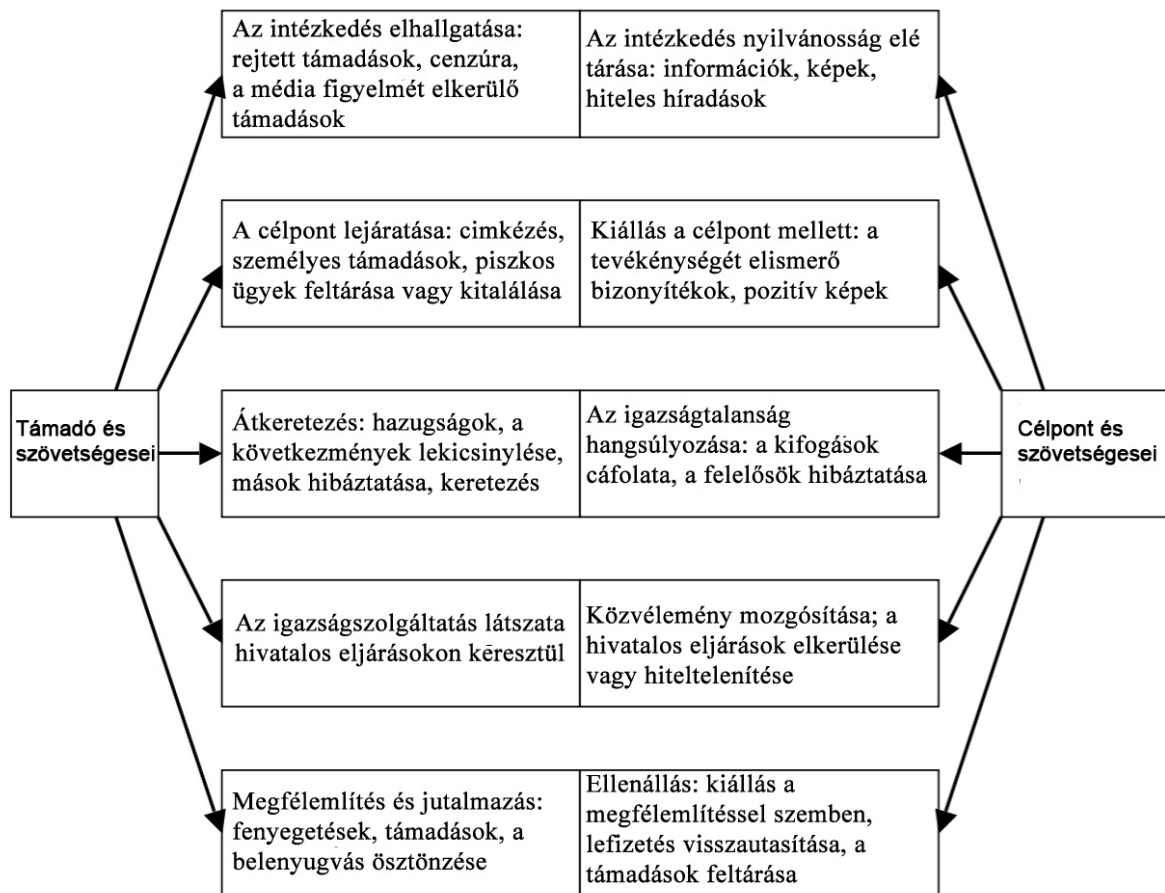 Az intézkedés elhallgatása:
rejtett támadások, cenzúra,
a média figyelmét elkerülő
támadások
Az intézkedés nyilvánosság elé
tárása: információk, képek,
hiteles híradások
A célpont lejáratása: cimkézés,
személyes támadások, piszkos
ügyek feltárása vagy kitalálása
Kiállás a célpont mellett: a
tevékénységét elismerő
bizonyítékok, pozitív képek
Támadó és
szövetségesei
Átkeretezés: hazugságok, a
következmények lekicsinylése,
mások hibáztatása, keretezés
Az igazságtalanság
hangsúlyozása: a kifogások
cáfolata, a felelősök hibáztatása
Célpont és
szövetségesei
Az igazságszolgáltatás látszata
hivatalos eljárásokon keresztül
Közvélemény mozgósítása; a
hivatalos eljárások elkerülése
vagy hiteltelenítése
Megfélemlítés és jutalmazás:
fenyegetések, támadások, a
belenyugvás ösztönzése
Ellenállás: kiállás a
megfélemlítéssel szemben,
lefizetés visszautasítása, a
támadások feltárása